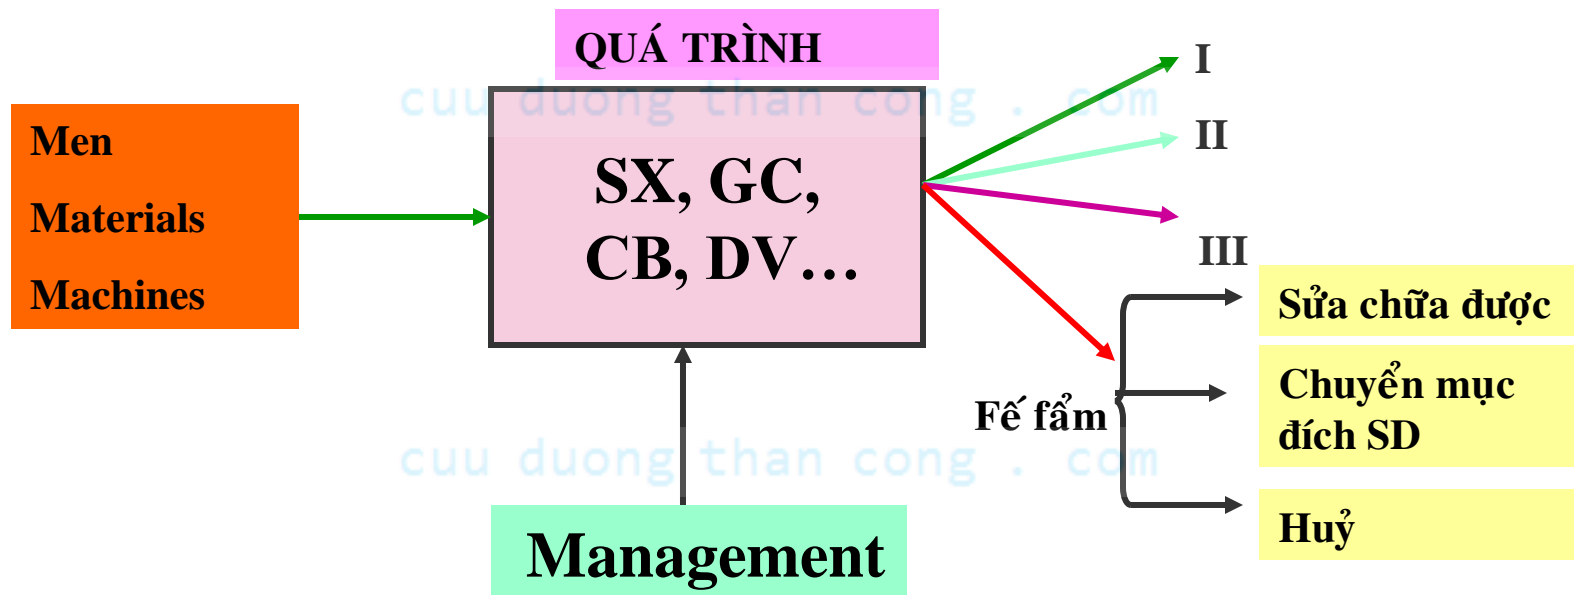 QUÁ TRÌNH
cuu duong than cong . com
Men
Materials
Machines
SX, GC,
CB, DV...
I
II
III
Fế fẩm
Sửa chữa được
Chuyển mục
đích SD
Huỷ
cuu duong than cong . com
Management